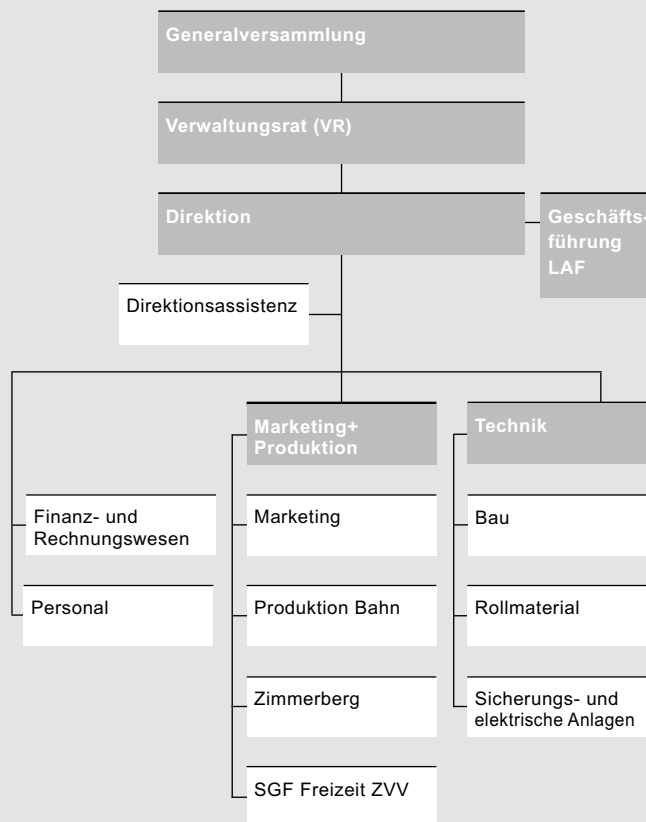 Generalversammlung
Verwaltungsrat (VR)
Direktion
Geschäfts-
führung
LAF
Direktionsassistenz
Marketing+
Produktion
Technik
Finanz- und
Rechnungswesen
Marketing
Bau
Personal
Produktion Bahn
Rollmaterial
Zimmerberg
Sicherungs- und
elektrische Anlagen
SGF Freizeit ZVV